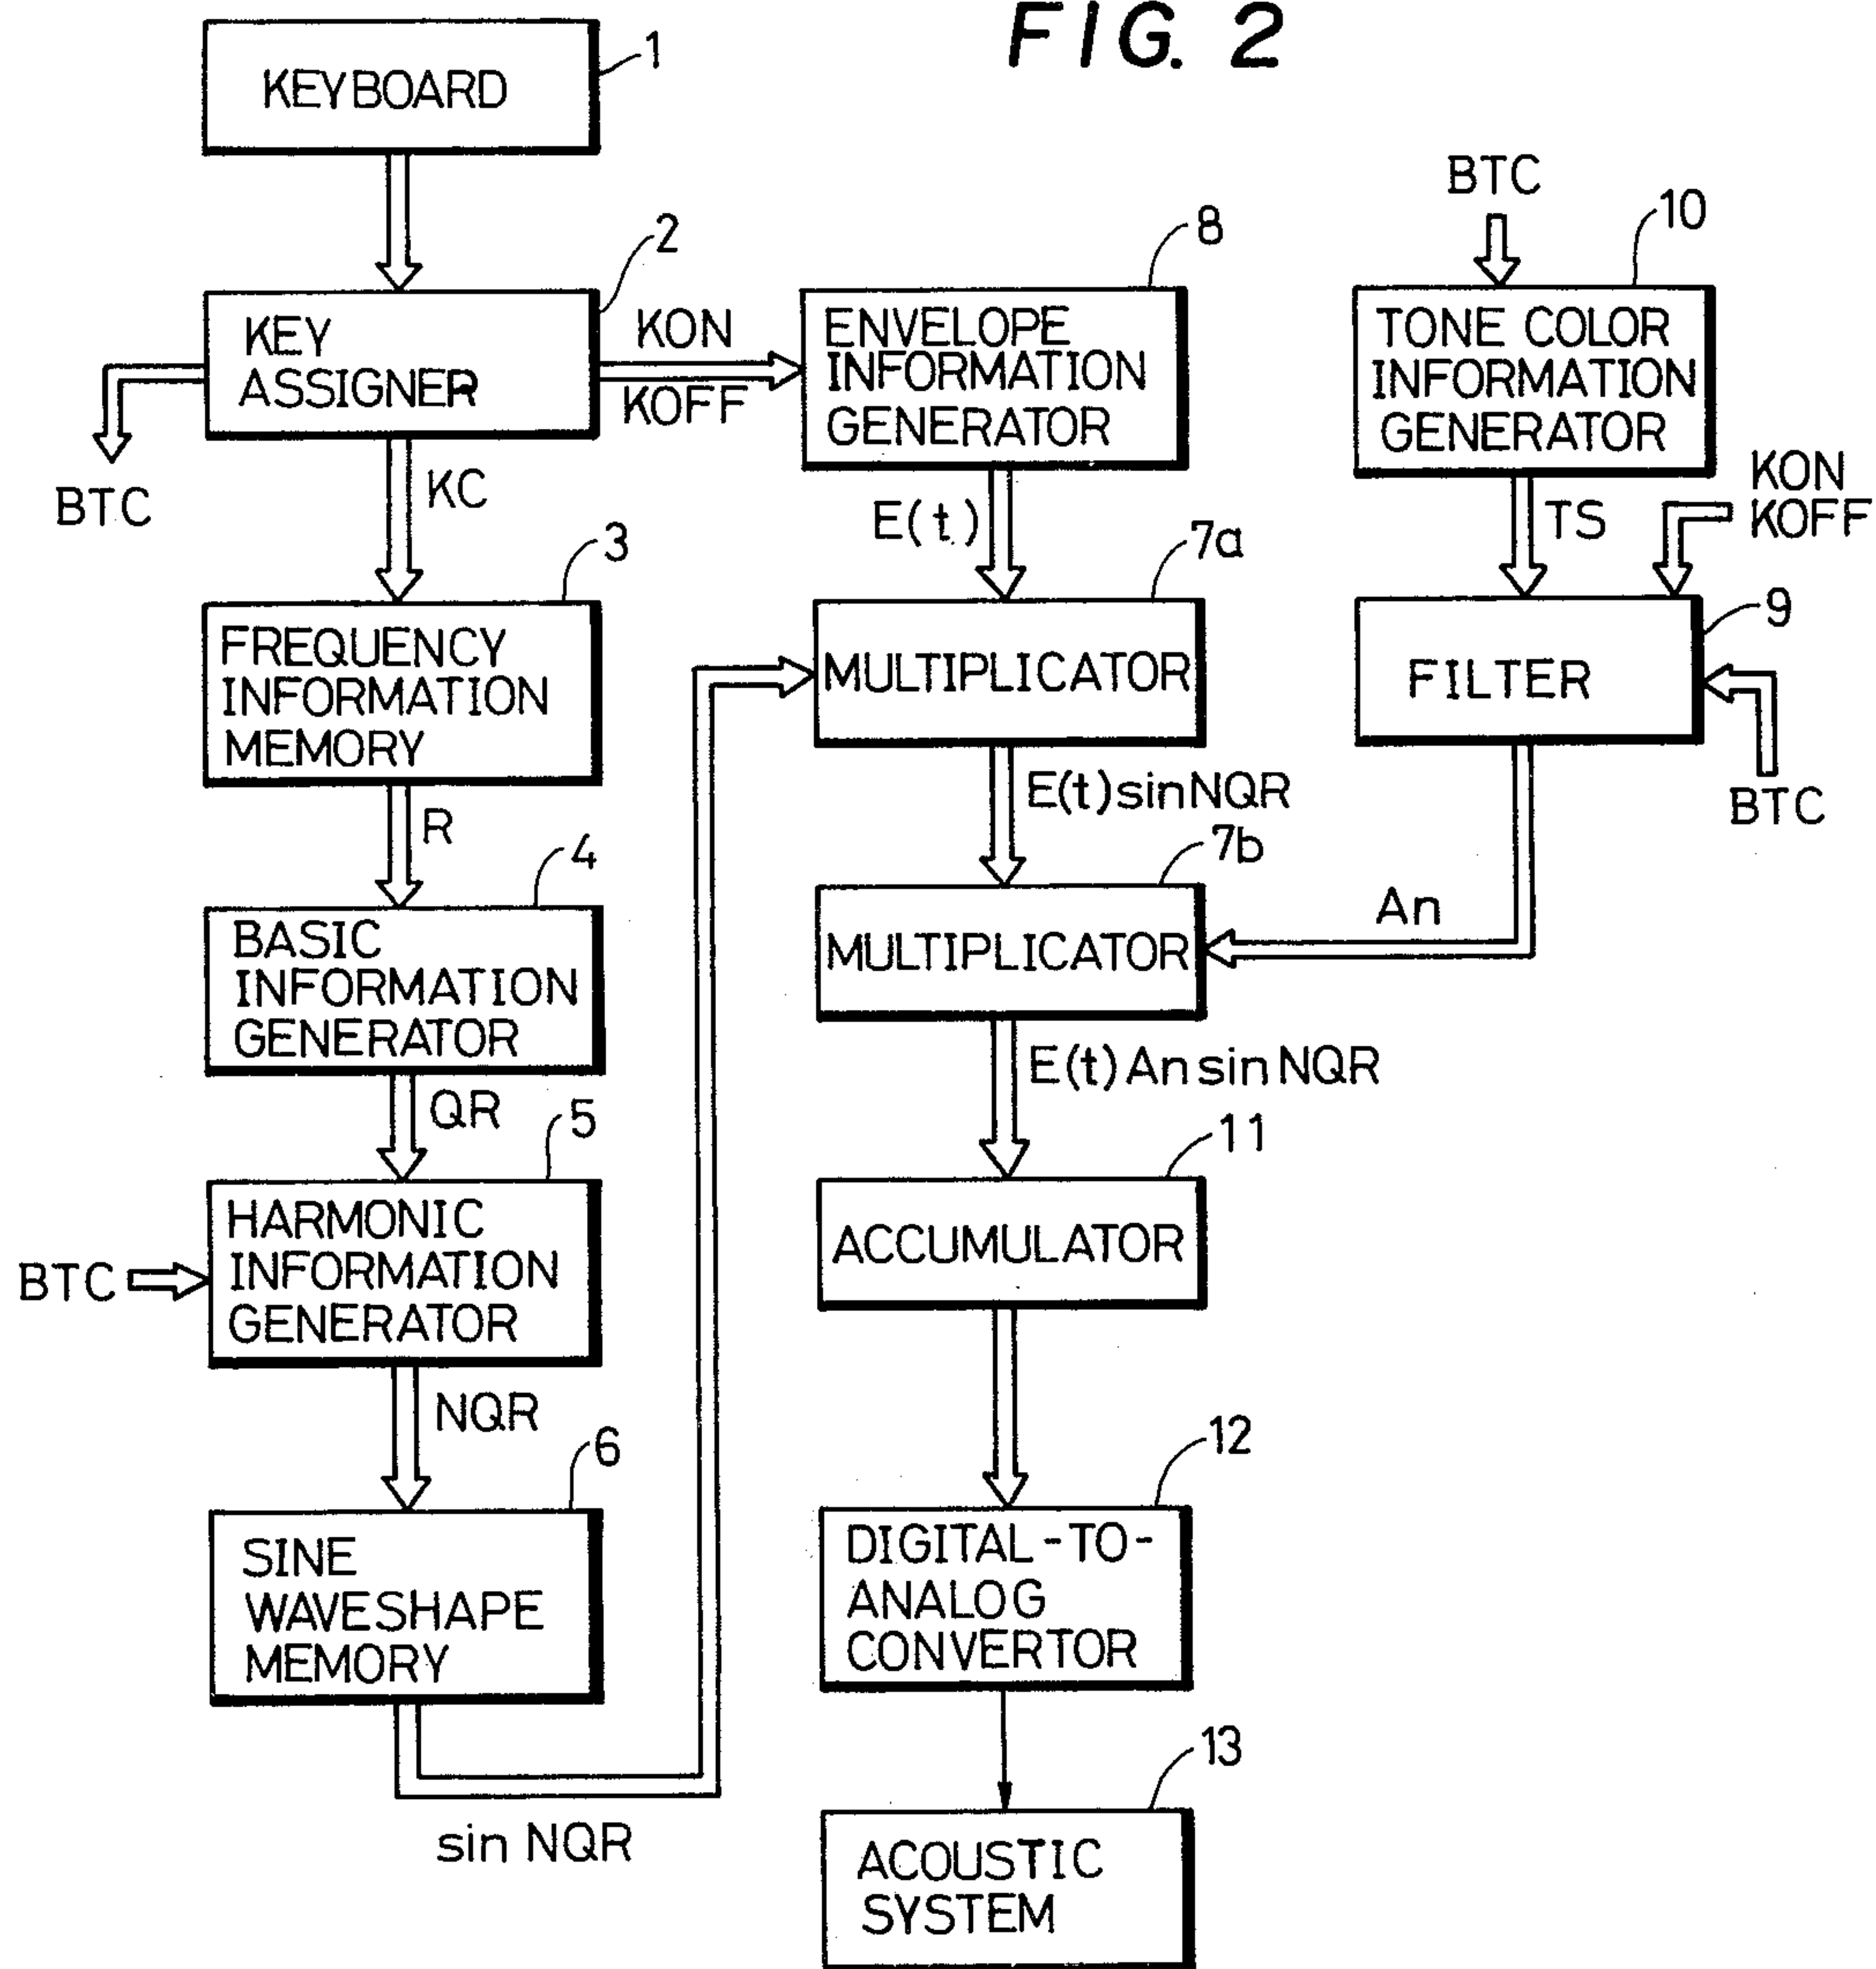 FIG. 2
1
KEYBOARD
2
KEY
ASSIGNER
BTC
KON
KOFF
KC
3
FREQUENCY
INFORMATION
MEMORY
R
4
BASIC
INFORMATION
GENERATOR
QR
5
BTC
HARMONIC
INFORMATION
GENERATOR
NQR
6
SINE
WAVESHAPE
MEMORY
sin NQR
8
ENVELOPE
INFORMATION
GENERATOR
E(t)
7a
MULTIPLICATOR
E(t)sinNQR
7b
MULTIPLICATOR
E(t)An sin NQR
11
ACCUMULATOR
12
DIGITAL-TO-
ANALOG
CONVERTOR
13
ACOUSTIC
SYSTEM
BTC
10
TONE COLOR
INFORMATION
GENERATOR
TS
KON
KOFF
9
FILTER
BTC
An